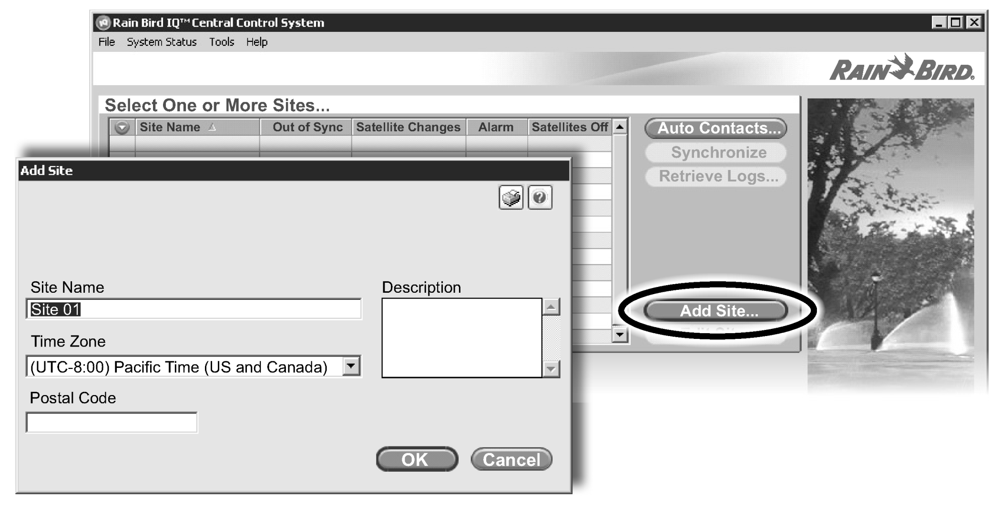 Rain Bird IQ™ Central Control System
File System Status Tools Help
RAIN BIRD.
Select One or More Sites...
Site Name Out of Sync Satellite Changes Alarm Satellites Off
Auto Contacts...
Synchronize
Retrieve Logs...
Add Site...
Add Site
Site Name
Site 01
Time Zone
(UTC-8:00) Pacific Time (US and Canada)
Postal Code
Description
OK Cancel